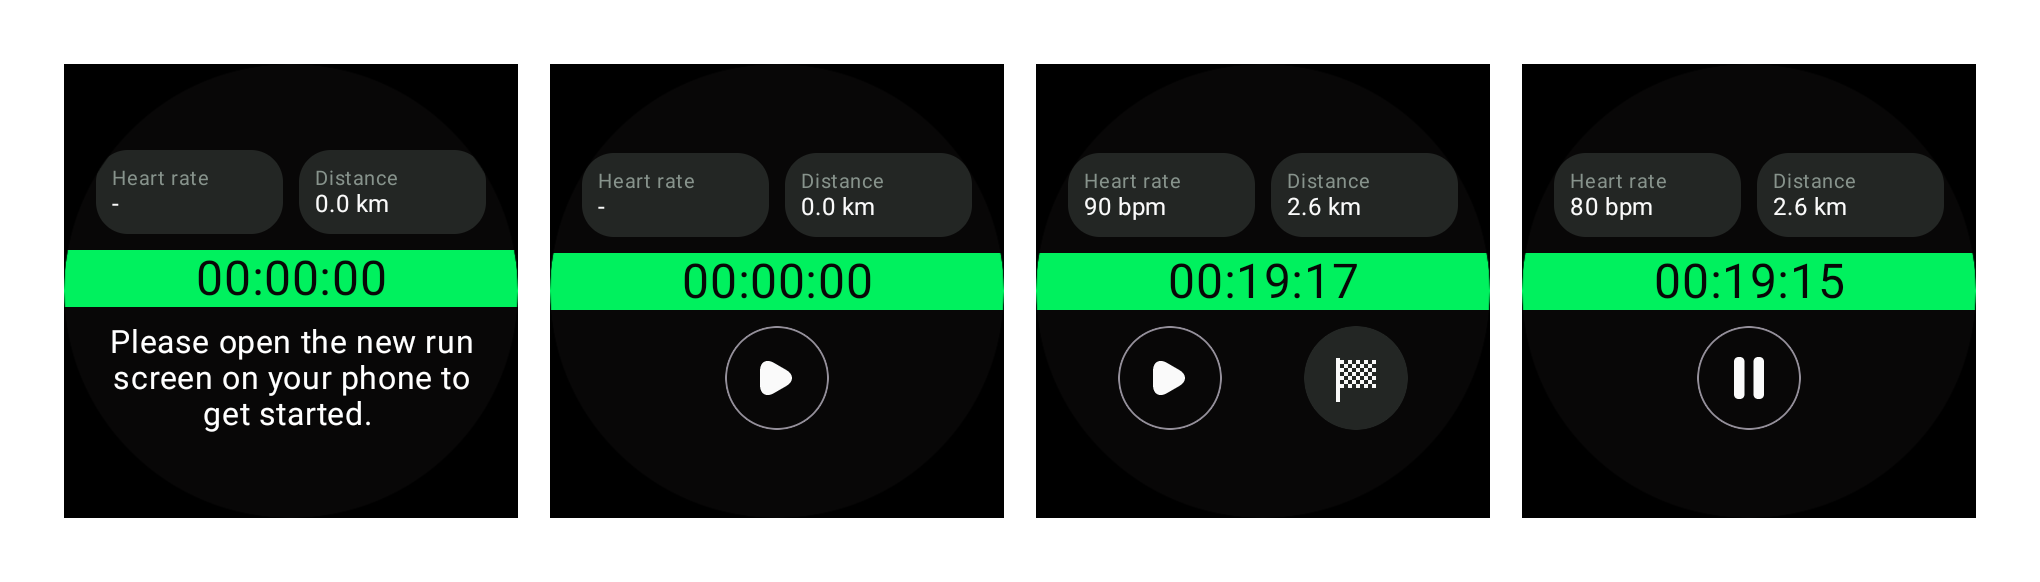 Heart rate
-
Distance
0.0 km
00:00:00
Please open the new run
screen on your phone to
get started.
Heart rate
-
Distance
0.0 km
00:00:00
Heart rate
90 bpm
Distance
2.6 km
00:19:17
Heart rate
80 bpm
Distance
2.6 km
00:19:15